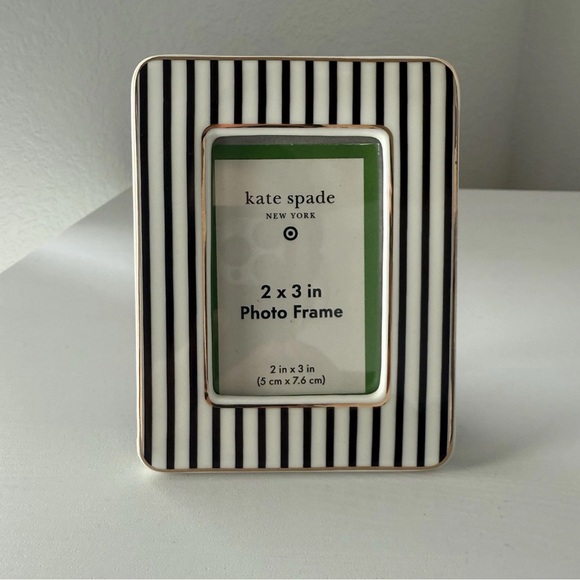 kate spade
NEW YORK
2 x 3 in
Photo Frame
2 in x 3 in
(5 cm x 7.6 cm)